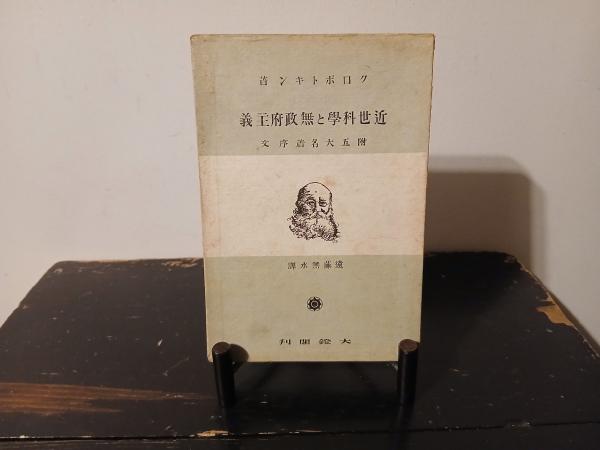 クロポトキン著
近世科學と無政府主義
附五大名著序文
遠藤無水譯
大鐙閣刊